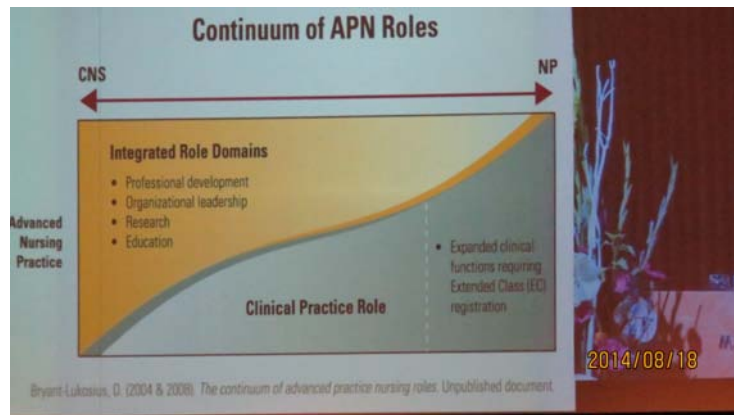 Continuum of APN Roles
CNS
NP
Integrated Role Domains
• Professional development
• Organizational leadership
• Research
• Education
Advanced
Nursing
Practice
• Expanded clinical
functions requiring
Extended Class (EC)
registration
Clinical Practice Role
2014/08/18
M
Bryant-Lukosius, D. (2004 & 2008). The continuum of advanced practice nursing roles. Unpublished document.